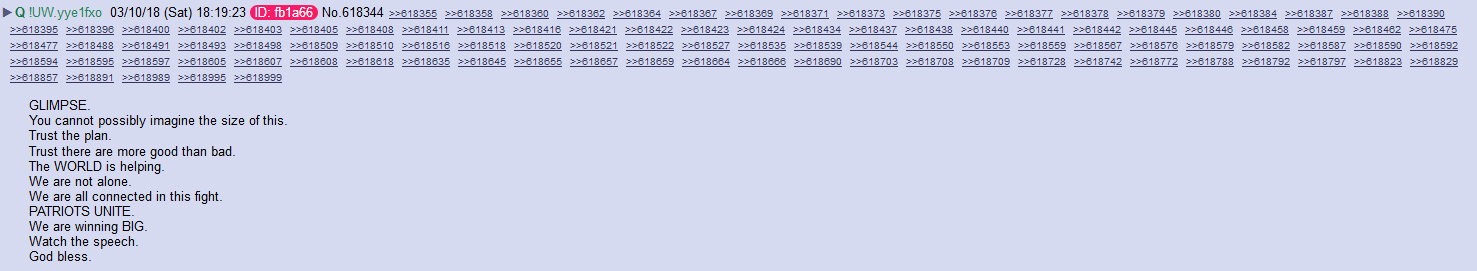 Q !UW.yye1fxo 03/10/18 (Sat) 18:19:23 ID: fb1a66 No.618344 >>618355 >>618358 >>618360 >>618362 >>618364 >>618367 >>618369 >>618371 >>618373 >>618375 >>618376 >>618377 >>618378 >>618379 >>618380 >>618384 >>618387 >>618388 >>618390
>>618395 >>618396 >>618400 >>618402 >>618403 >>618405 >>618408 >>618411 >>618413 >>618416 >>618422 >>618423 >>618424 >>618434 >>618437 >>618438 >>618440 >>618441 >>618442 >>618445 >>618446 >>618458 >>618459 >>618462 >>618475
>>618477 >>618488 >>618491 >>618493 >>618498 >>618509 >>618510 >>618516 >>618518 >>618520 >>618521 >>618522 >>618527 >>618535 >>618539 >>618544 >>618550 >>618553 >>618559 >>618567 >>618576 >>618579 >>618582 >>618587 >>618590 >>618592
>>618594 >>618595 >>618597 >>618605 >>618607 >>618608 >>618618 >>618635 >>618645 >>618655 >>618657 >>618659 >>618664 >>618666 >>618690 >>618703 >>618708 >>618709 >>618728 >>618742 >>618772 >>618788 >>618792 >>618797 >>618823 >>618829
>>618857 >>618891 >>618989 >>618995 >>618999
GLIMPSE.
You cannot possibly imagine the size of this.
Trust the plan.
Trust there are more good than bad.
The WORLD is helping.
We are not alone.
We are all connected in this fight.
PATRIOTS UNITE.
We are winning BIG.
Watch the speech.
God bless.